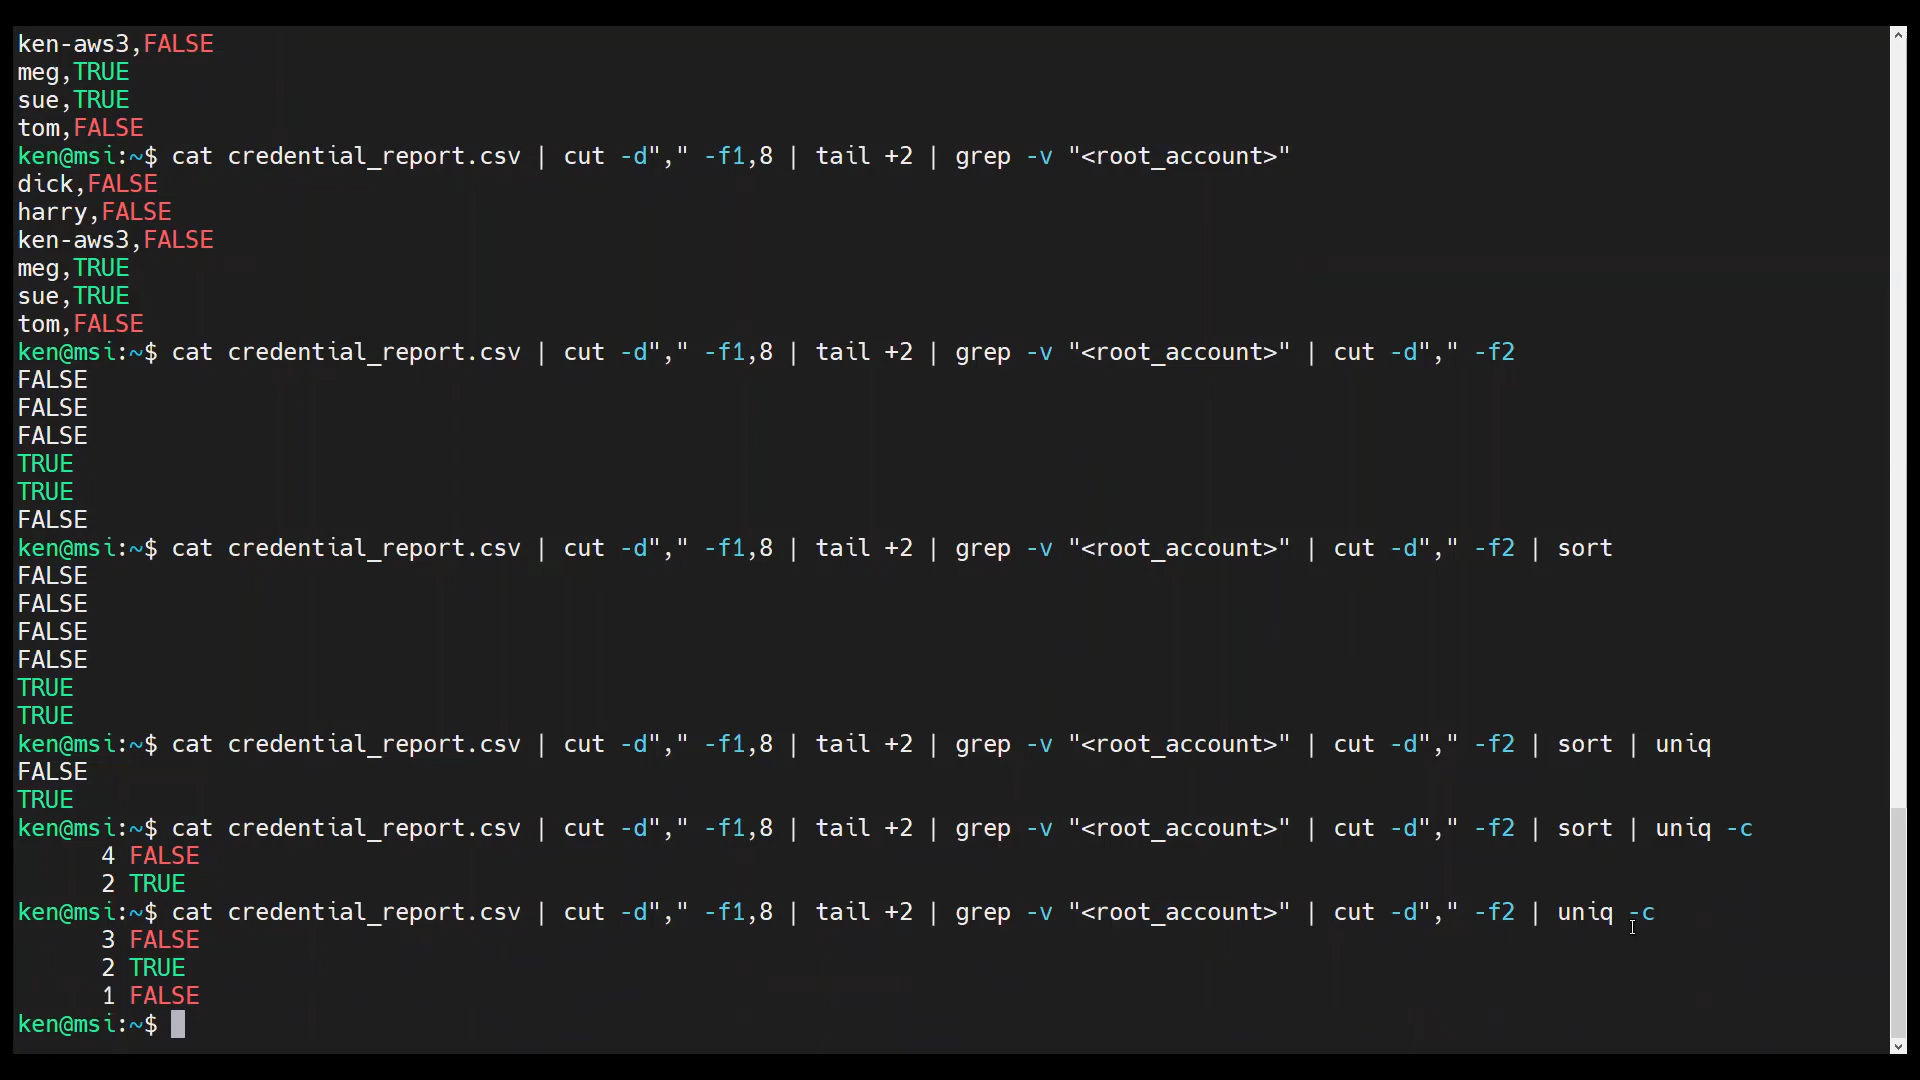 ken-aws3,FALSE
meg,TRUE
sue,TRUE
tom,FALSE
ken@msi:~$ cat credential_report.csv | cut -d"," -f1,8 | tail +2 | grep -v "<root_account>"
dick,FALSE
harry,FALSE
ken-aws3,FALSE
meg,TRUE
sue,TRUE
tom,FALSE
ken@msi:~$ cat credential_report.csv | cut -d"," -f1,8 | tail +2 | grep -v "<root_account>" | cut -d"," -f2
FALSE
FALSE
FALSE
TRUE
TRUE
FALSE
ken@msi:~$ cat credential_report.csv | cut -d"," -f1,8 | tail +2 | grep -v "<root_account>" | cut -d"," -f2 | sort
FALSE
FALSE
FALSE
FALSE
TRUE
TRUE
ken@msi:~$ cat credential_report.csv | cut -d"," -f1,8 | tail +2 | grep -v "<root_account>" | cut -d"," -f2 | sort | uniq
FALSE
TRUE
ken@msi:~$ cat credential_report.csv | cut -d"," -f1,8 | tail +2 | grep -v "<root_account>" | cut -d"," -f2 | sort | uniq -c
4 FALSE
2 TRUE
ken@msi:~$ cat credential_report.csv | cut -d"," -f1,8 | tail +2 | grep -v "<root_account>" | cut -d"," -f2 | uniq -c
3 FALSE
2 TRUE
1 FALSE
ken@msi:~$